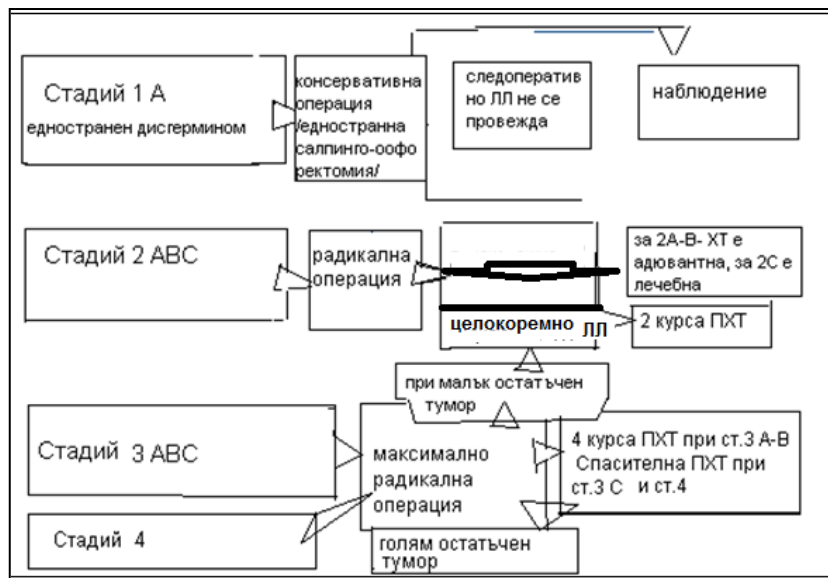 Стадий 1 А
едностранен дисгермином
консервативна
операция
/едностранна
салпинго-оофо
ректомия/
следоператив
но ЛЛ не се
провежда
наблюдение
Стадий 2 АВС
радикална
операция
за 2А-В- ХТ е
адювантна, за 2С е
лечебна
целокоремно ЛЛ
2 курса ПХТ
при малък остатъчен
тумор
Стадий 3 АВС
максимално
радикална
операция
4 курса ПХТ при ст.3 А-В
Спасителна ПХТ при
ст.3 С и ст.4
Стадий 4
голям остатъчен
тумор